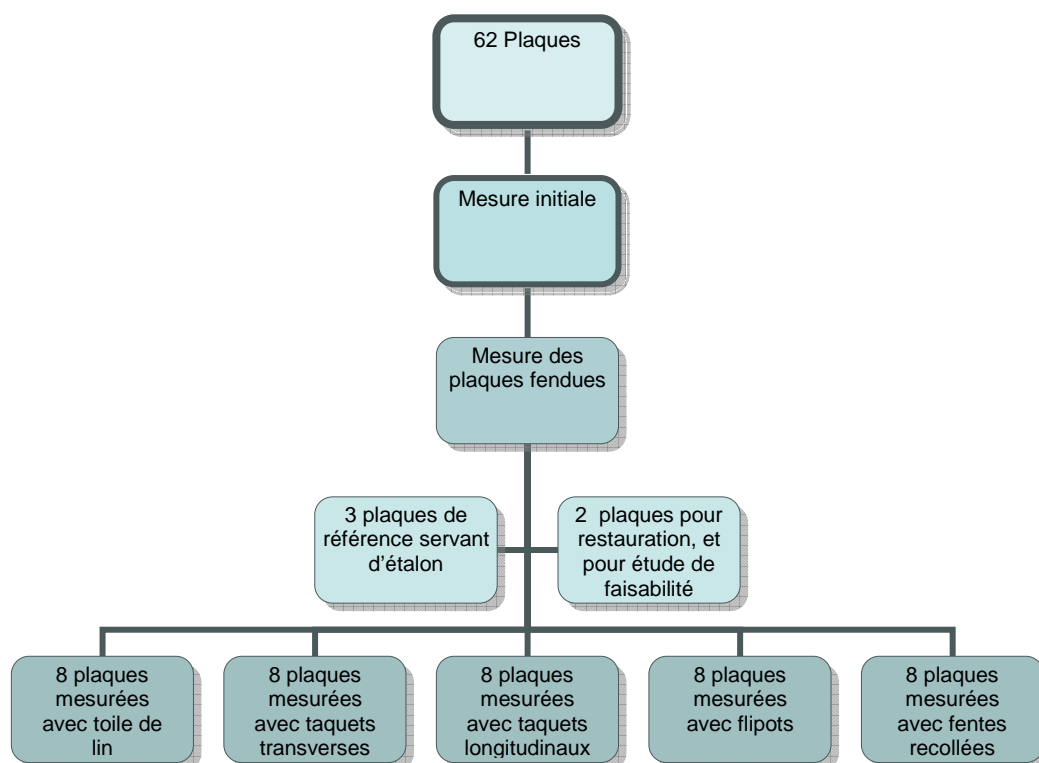 62 Plaques
Mesure initiale
Mesure des
plaques fendues
3 plaques de
référence servant
d’étalon
2 plaques pour
restauration, et
pour étude de
faisabilité
8 plaques
mesurées
avec toile de
lin
8 plaques
mesurées
avec taquets
transverses
8 plaques
mesurées
avec taquets
longitudinaux
8 plaques
mesurées
avec flipots
8 plaques
mesurées
avec fentes
recollées